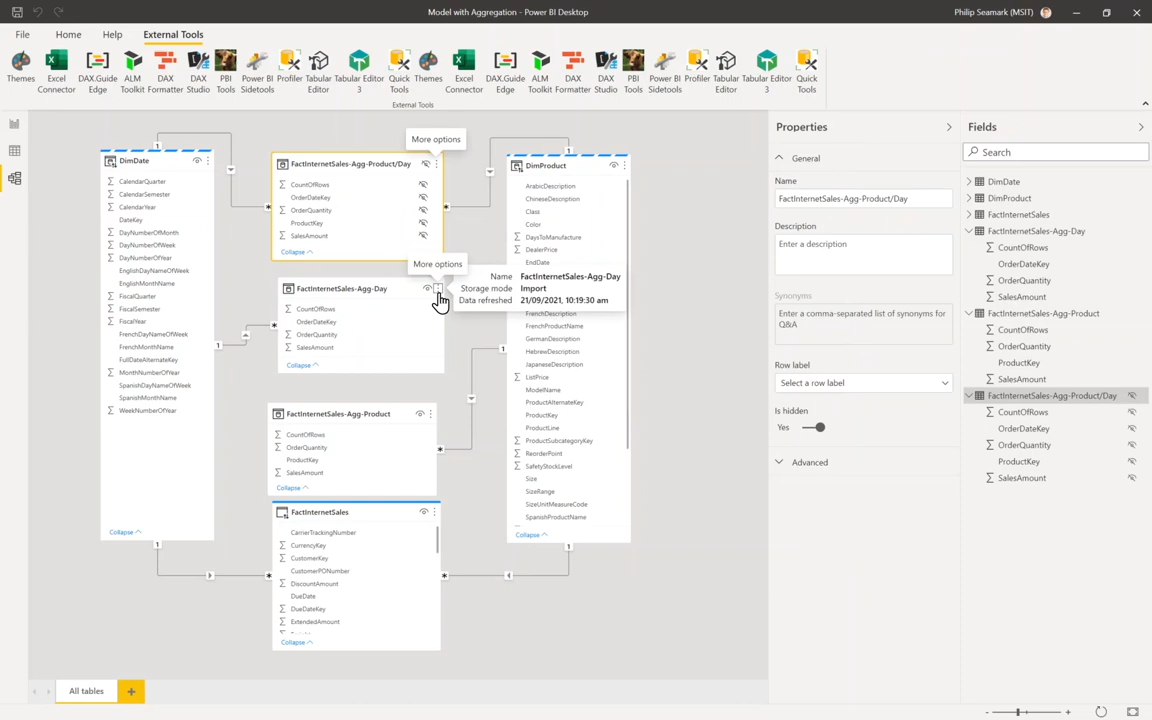 Model with Aggregation - Power BI Desktop
Philip Seamark (MSIT)
File
Home
Help
External Tools
Themes
Excel Connector
DAX.Guide Edge
ALM Toolkit
DAX Formatter
DAX Studio
PBI Tools
Power BI Sidetools
Profiler
Tabular Editor
Tabular Editor 3
Quick Tools
Themes
Excel Connector
DAX.Guide Edge
ALM Toolkit
DAX Formatter
DAX Studio
PBI Tools
Power BI Sidetools
Profiler
Tabular Editor
Tabular Editor 3
Quick Tools
External Tools
DimDate
CalendarQuarter
CalendarSemester
CalendarYear
DateKey
DayNumberOfMonth
DayNumberOfWeek
DayNumberOfYear
EnglishDayNameOfWeek
EnglishMonthName
FiscalQuarter
FiscalSemester
FiscalYear
FrenchDayNameOfWeek
FrenchMonthName
FullDateAlternateKey
MonthNumberOfYear
SpanishDayNameOfWeek
SpanishMonthName
WeekNumberOfYear
Collapse
More options
FactInternetSales-Agg-Product/Day
CountOfRows
OrderDateKey
OrderQuantity
ProductKey
SalesAmount
Collapse
More options
FactInternetSales-Agg-Day
CountOfRows
OrderDateKey
OrderQuantity
SalesAmount
Collapse
Name FactInternetSales-Agg-Day
Storage mode Import
Data refreshed 21/09/2021, 10:19:30 am
FactInternetSales-Agg-Product
CountOfRows
OrderQuantity
ProductKey
SalesAmount
Collapse
FactInternetSales
CarrierTrackingNumber
CurrencyKey
CustomerKey
CustomerPONumber
DiscountAmount
DueDate
DueDateKey
ExtendedAmount
Collapse
DimProduct
ArabicDescription
ChineseDescription
Class
Color
DaysToManufacture
DealerPrice
EndDate
FrenchDescription
FrenchProductName
GermanDescription
HebrewDescription
JapaneseDescription
ListPrice
ModelName
ProductAlternateKey
ProductKey
ProductLine
ProductSubcategoryKey
ReorderPoint
SafetyStockLevel
Size
SizeRange
SizeUnitMeasureCode
SpanishProductName
Collapse
1
*
*
1
1
*
1
*
1
*
*
1
Properties
General
Name
FactInternetSales-Agg-Product/Day
Description
Enter a description
Synonyms
Enter a comma-separated list of synonyms for
Q&A
Row label
Select a row label
Is hidden
Yes
Advanced
Fields
Search
DimDate
DimProduct
FactInternetSales
FactInternetSales-Agg-Day
CountOfRows
OrderDateKey
OrderQuantity
SalesAmount
FactInternetSales-Agg-Product
CountOfRows
OrderQuantity
ProductKey
SalesAmount
FactInternetSales-Agg-Product/Day
CountOfRows
OrderDateKey
OrderQuantity
ProductKey
SalesAmount
All tables